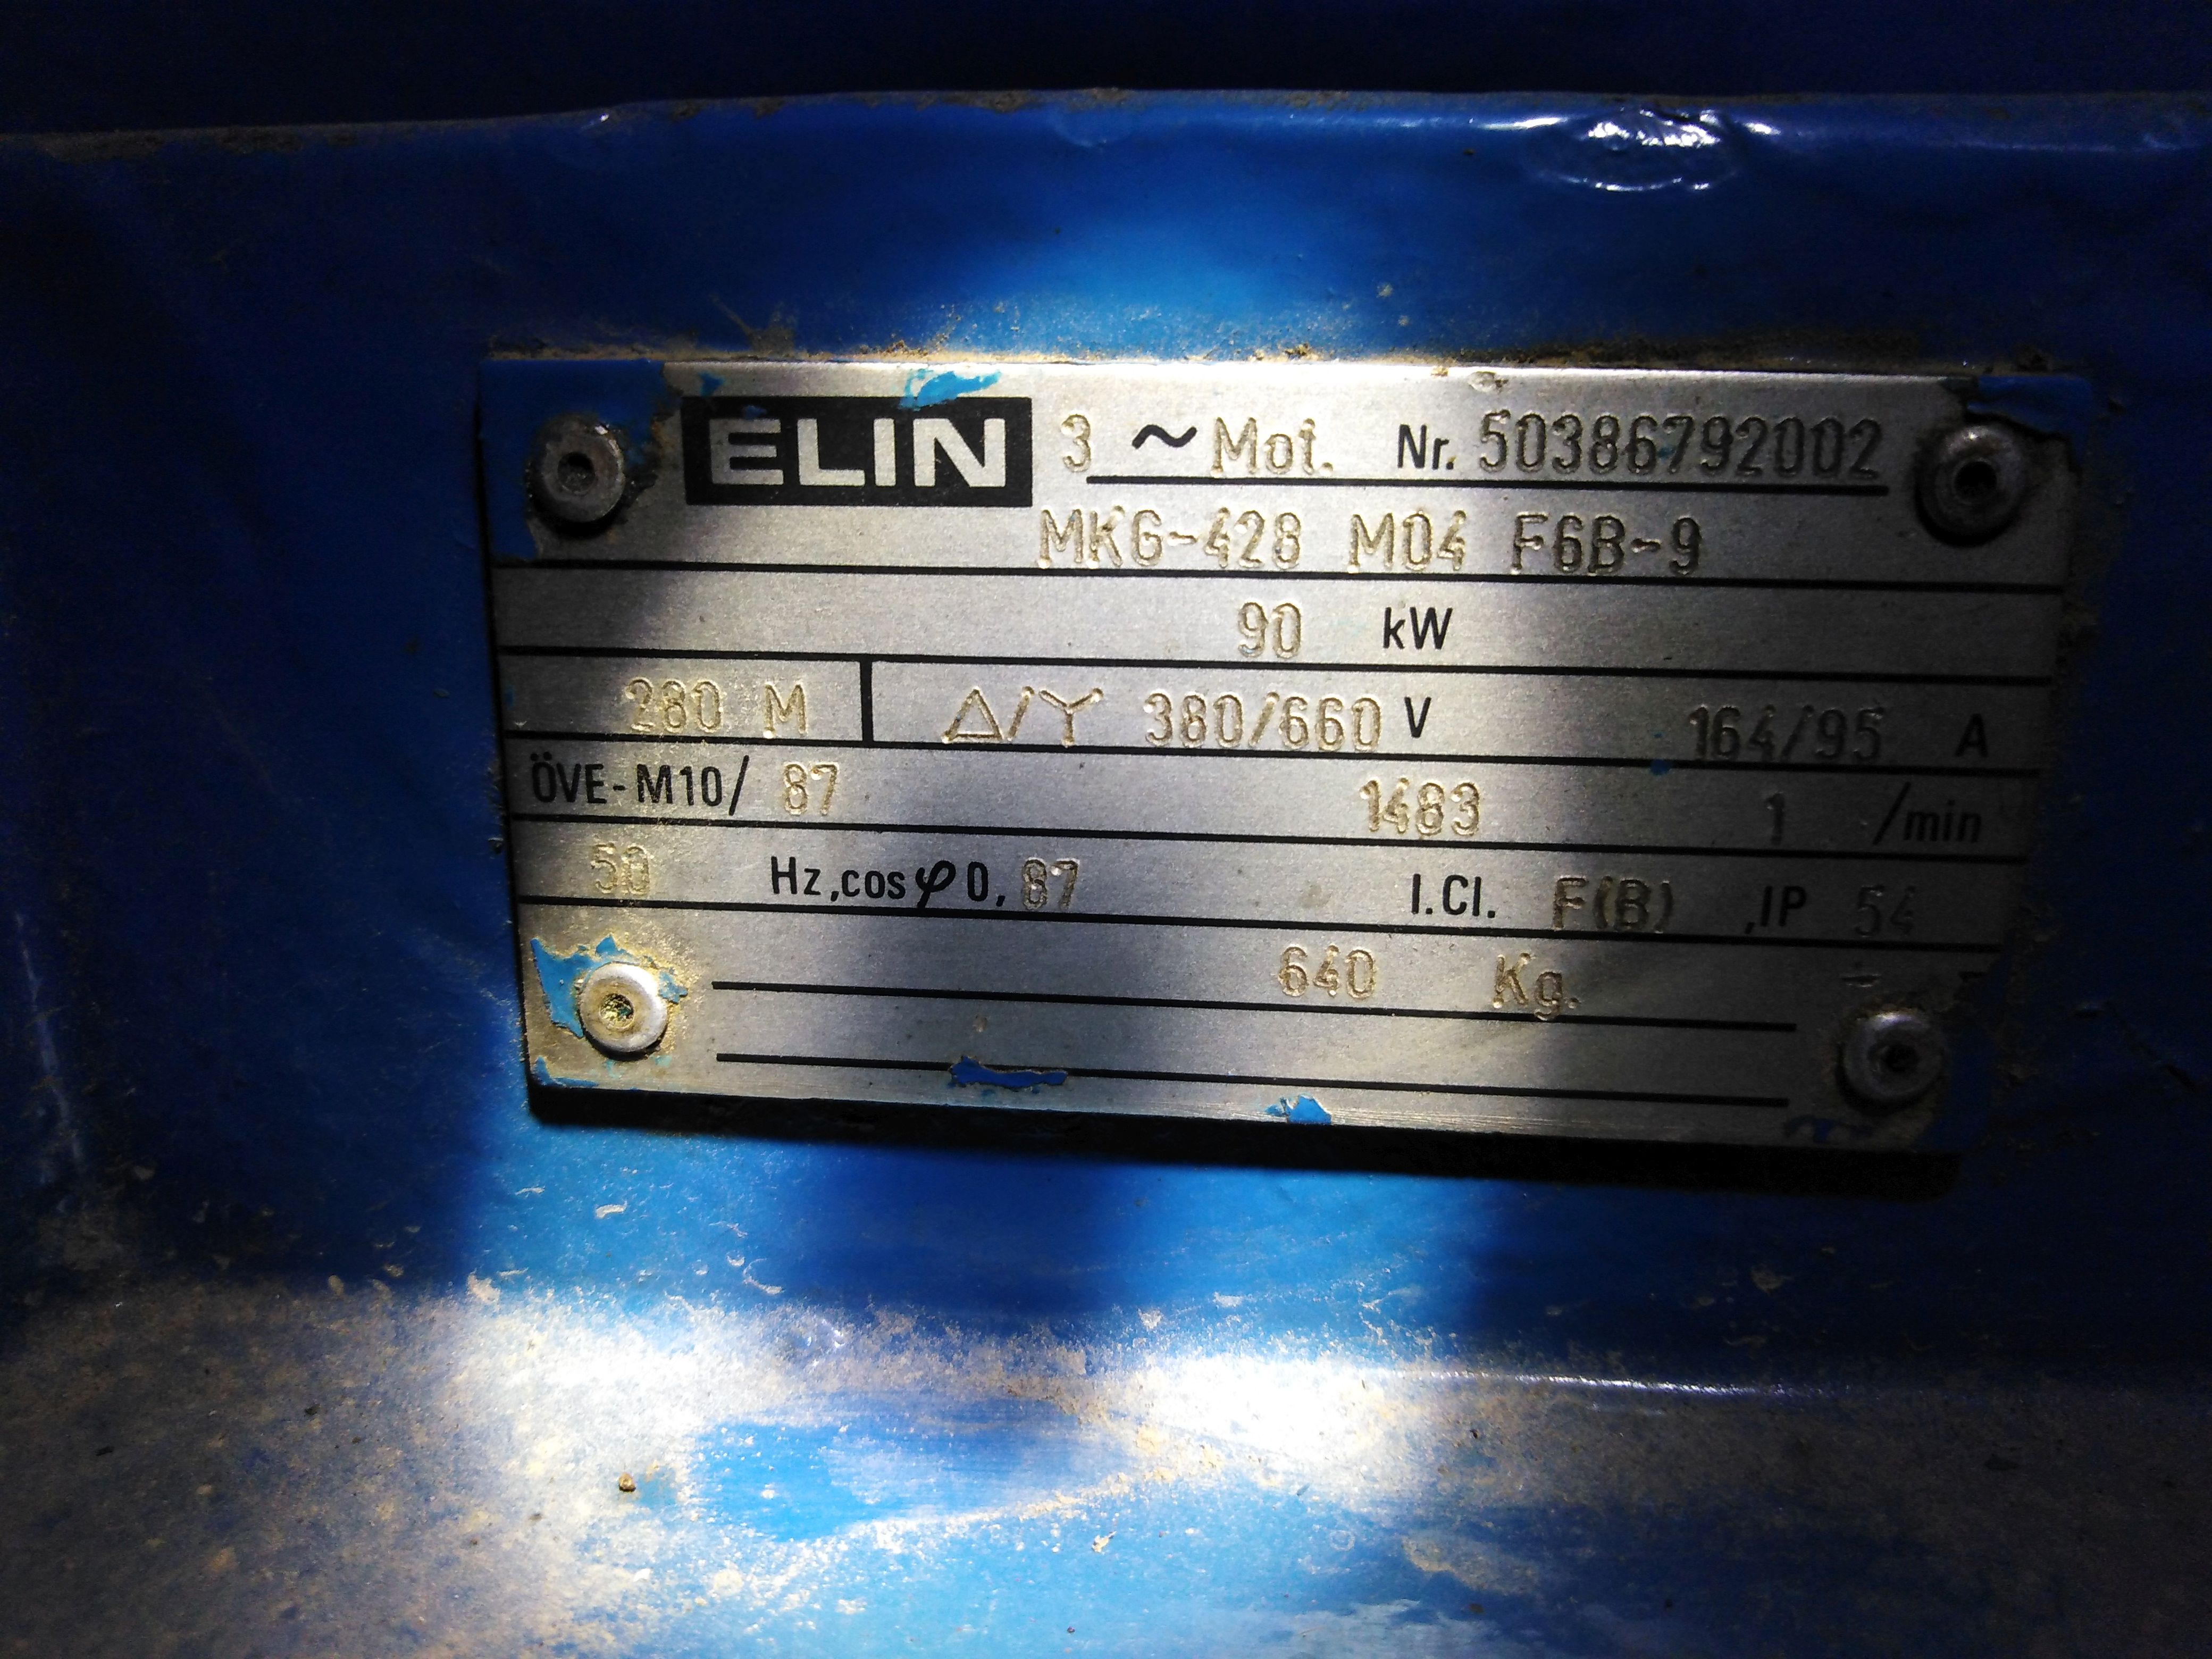 ELIN 3 ~ Mot. Nr. 50386792002
MKG-428 M04 F6B-9
90 kW
280 M Δ/Y 380/660 V 164/95 A
ÖVE-M10/ 87 1483 1 /min
50 Hz,cosφ 0,87 I.Cl. F(B) ,IP 54
640 Kg.